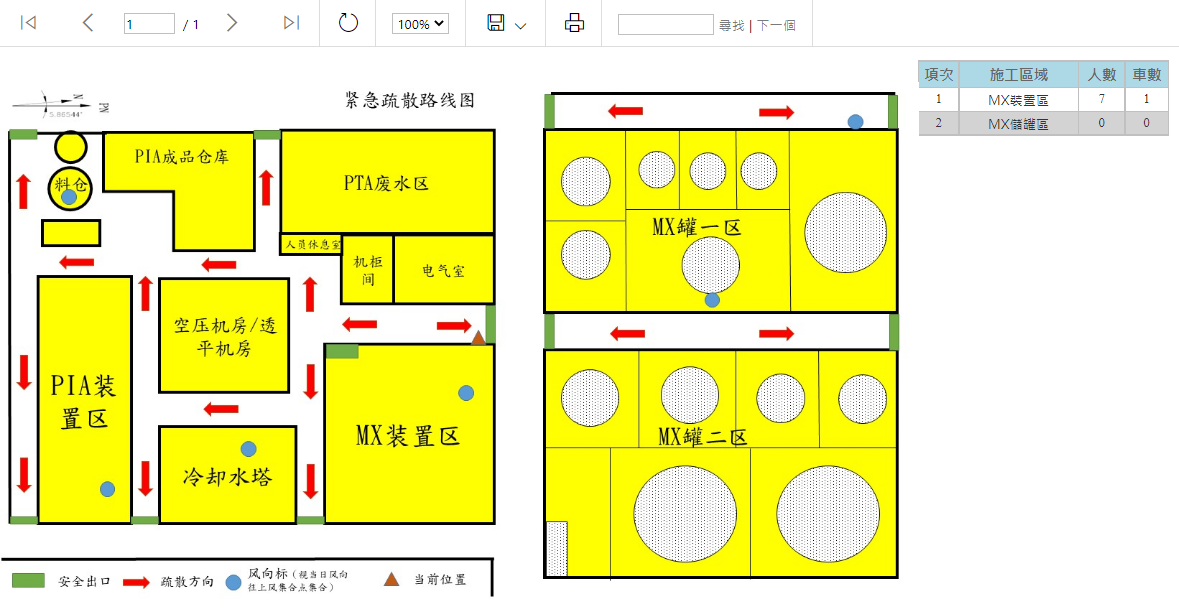 1
/ 1
100%
尋找 | 下一個
紧急疏散路线图
N
5.86544'
PIA成品仓库
料仓
PTA废水区
人员休息室
机柜间
电气室
空压机房/透
平机房
PIA装
置区
MX装置区
冷却水塔
安全出口
疏散方向
风向标（视当日风向
往上风集合点集合）
当前位置
MX罐一区
MX罐二区
項次 施工區域 人數 車數
1 MX裝置區 7 1
2 MX儲罐區 0 0